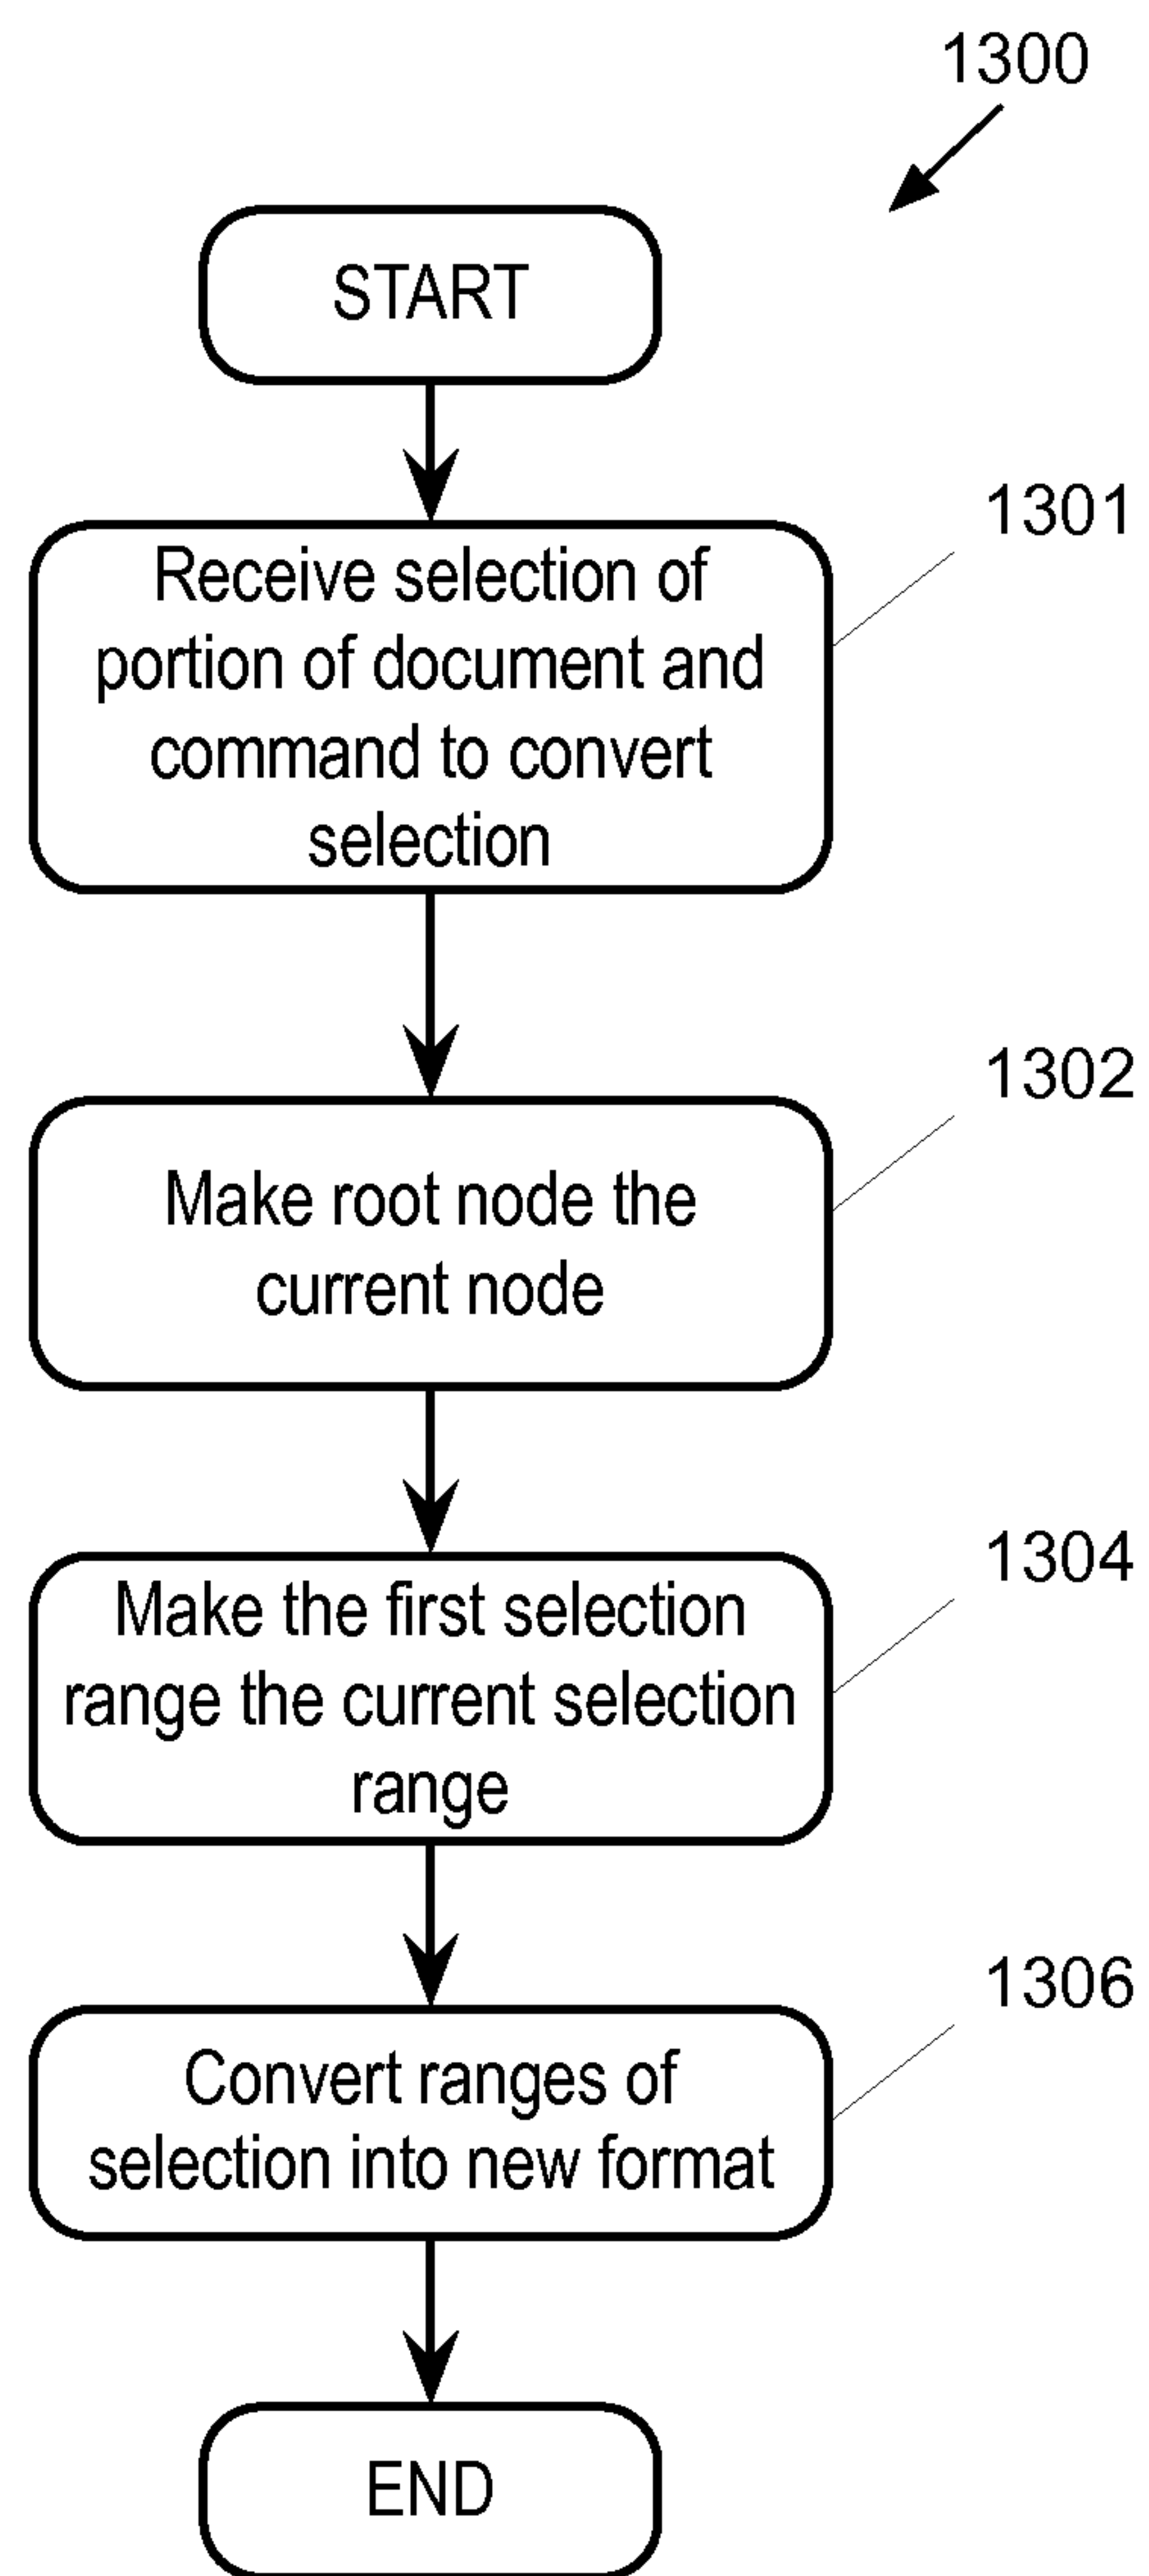 1300
START
1301
Receive selection of
portion of document and
command to convert
selection
1302
Make root node the
current node
1304
Make the first selection
range the current selection
range
1306
Convert ranges of
selection into new format
END